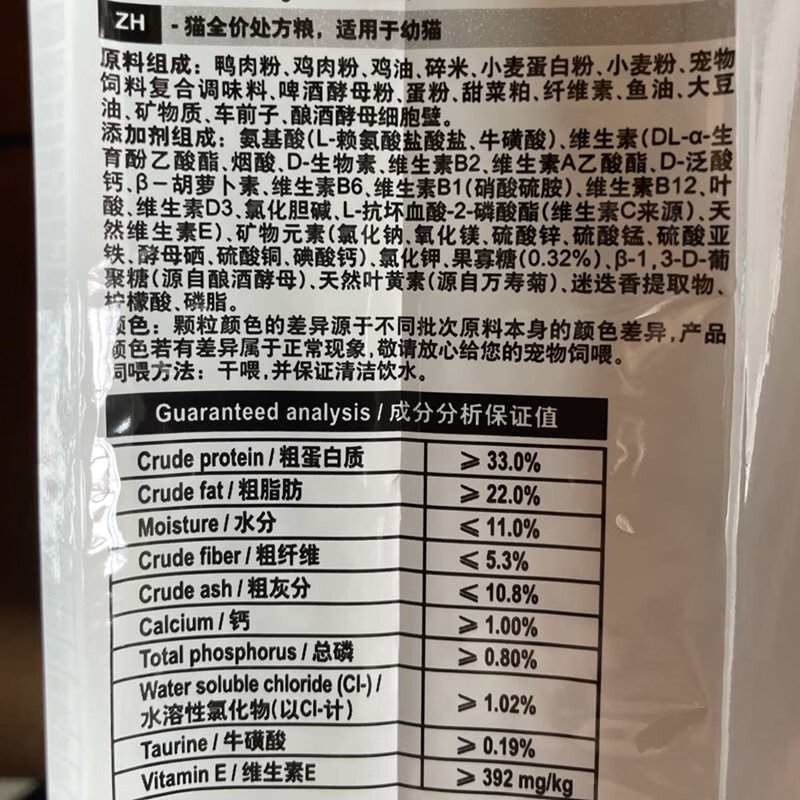 ZH - 猫全价处方粮，适用于幼猫
原料组成：鸭肉粉、鸡肉粉、鸡油、碎米、小麦蛋白粉、小麦粉、宠物
饲料复合调味料、啤酒酵母粉、蛋粉、甜菜粕、纤维素、鱼油、大豆
油、矿物质、车前子、酿酒酵母细胞壁。
添加剂组成：氨基酸(L-赖氨酸盐酸盐、牛磺酸)、维生素(DL-α-生
育酚乙酸酯、烟酸、D-生物素、维生素B2、维生素A乙酸酯、D-泛酸
钙、β－胡萝卜素、维生素B6、维生素B1(硝酸硫胺)、维生素B12、叶
酸、维生素D3、氯化胆碱、L-抗坏血酸-2-磷酸酯(维生素C来源)、天
然维生素E)、矿物元素(氯化钠、氧化镁、硫酸锌、硫酸锰、硫酸亚
铁、酵母硒、硫酸铜、碘酸钙)、氯化钾、果寡糖(0.32%)、β-1,3-D-葡
聚糖(源自酿酒酵母)、天然叶黄素(源自万寿菊)、迷迭香提取物、
柠檬酸、磷脂。
颜色：颗粒颜色的差异源于不同批次原料本身的颜色差异,产品
颜色若有差异属于正常现象,敬请放心给您的宠物饲喂。
饲喂方法：干喂,并保证清洁饮水。
Guaranteed analysis / 成分分析保证值
Crude protein / 粗蛋白质 ⩾ 33.0%
Crude fat / 粗脂肪 ⩾ 22.0%
Moisture / 水分 ⩽ 11.0%
Crude fiber / 粗纤维 ⩽ 5.3%
Crude ash / 粗灰分 ⩽ 10.8%
Calcium / 钙 ⩾ 1.00%
Total phosphorus / 总磷 ⩾ 0.80%
Water soluble chloride (Cl-) /
水溶性氯化物(以Cl-计) ⩾ 1.02%
Taurine / 牛磺酸 ⩾ 0.19%
Vitamin E / 维生素E ⩾ 392 mg/kg